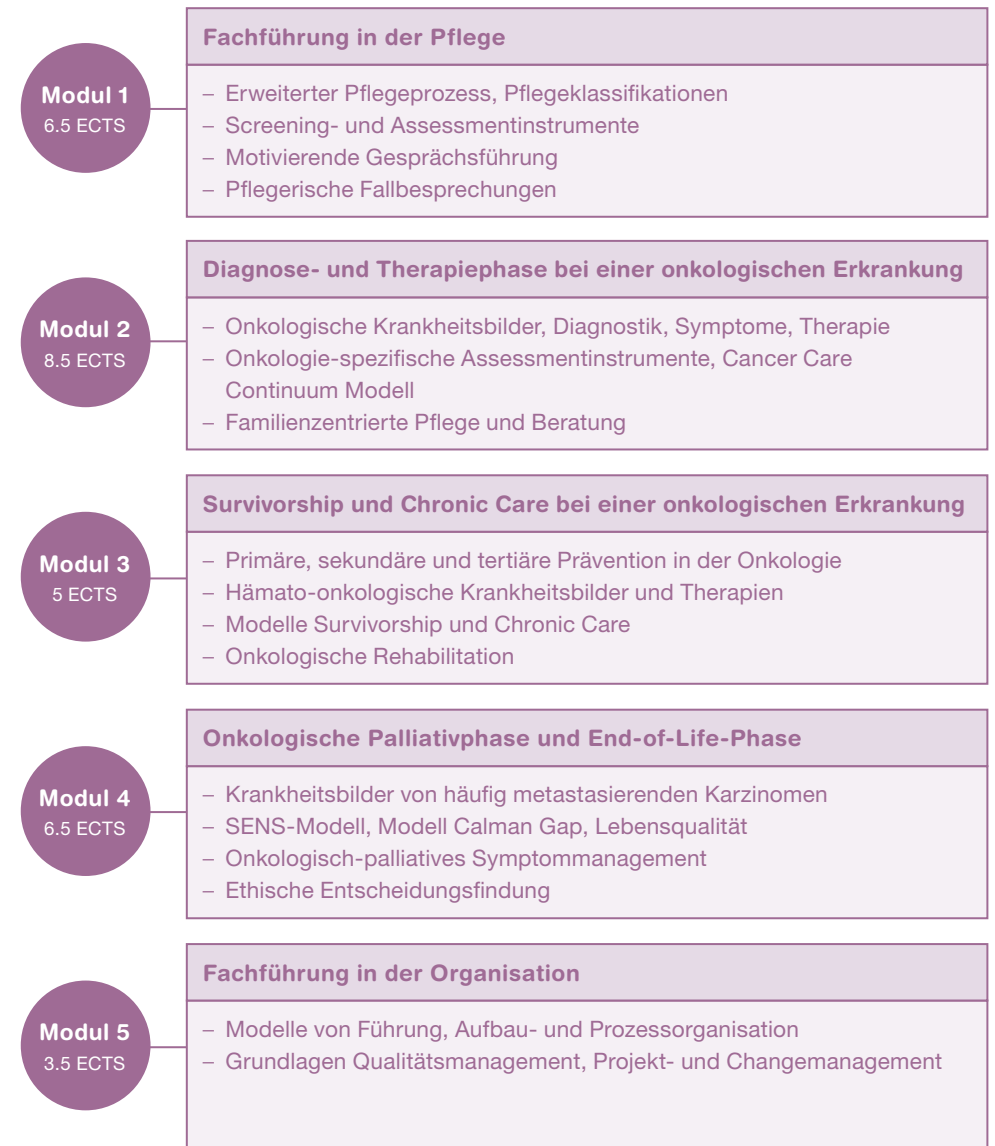 Fachführung in der Pflege
Modul 1
6.5 ECTS
– Erweiterter Pflegeprozess, Pflegeklassifikationen
– Screening- und Assessmentinstrumente
– Motivierende Gesprächsführung
– Pflegerische Fallbesprechungen
Diagnose- und Therapiephase bei einer onkologischen Erkrankung
Modul 2
8.5 ECTS
– Onkologische Krankheitsbilder, Diagnostik, Symptome, Therapie
– Onkologie-spezifische Assessmentinstrumente, Cancer Care
Continuum Modell
– Familienzentrierte Pflege und Beratung
Survivorship und Chronic Care bei einer onkologischen Erkrankung
Modul 3
5 ECTS
– Primäre, sekundäre und tertiäre Prävention in der Onkologie
– Hämato-onkologische Krankheitsbilder und Therapien
– Modelle Survivorship und Chronic Care
– Onkologische Rehabilitation
Onkologische Palliativphase und End-of-Life-Phase
Modul 4
6.5 ECTS
– Krankheitsbilder von häufig metastasierenden Karzinomen
– SENS-Modell, Modell Calman Gap, Lebensqualität
– Onkologisch-palliatives Symptommanagement
– Ethische Entscheidungsfindung
Fachführung in der Organisation
Modul 5
3.5 ECTS
– Modelle von Führung, Aufbau- und Prozessorganisation
– Grundlagen Qualitätsmanagement, Projekt- und Changemanagement